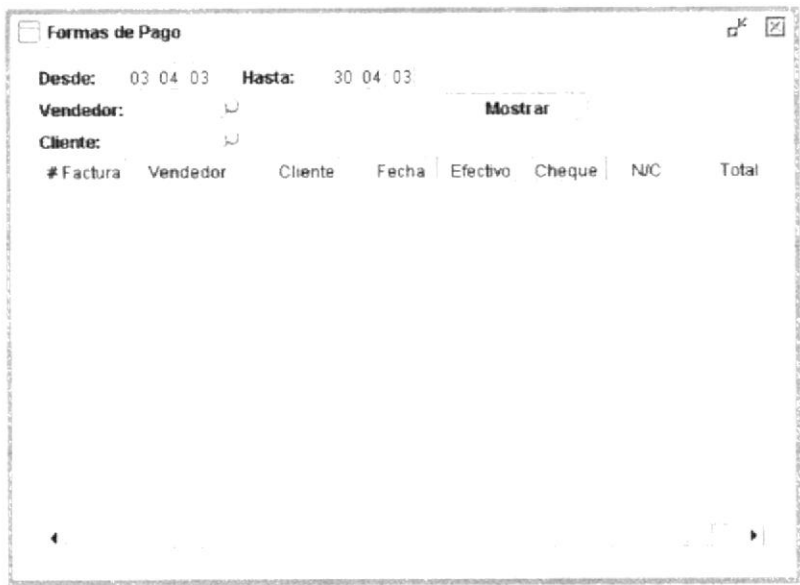 Formas de Pago
Desde: 03 04 03 Hasta: 30 04 03
Vendedor: Mostrar
Cliente:
# Factura Vendedor Cliente Fecha Efectivo Cheque N/C Total